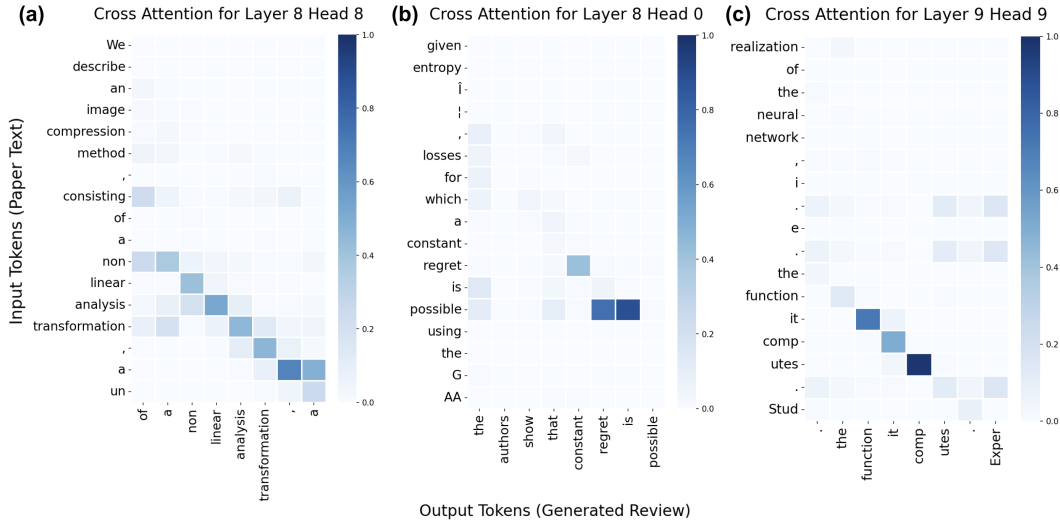 (a) Cross Attention for Layer 8 Head 8
We
describe
an
image
compression
method
,
consisting
of
a
non
linear
analysis
transformation
,
a
un
of
a
non
linear
analysis
transformation
,
a
1.0
0.8
0.6
0.4
0.2
0.0
(b) Cross Attention for Layer 8 Head 0
given
entropy
Î
¦
,
losses
for
which
a
constant
regret
is
possible
using
the
G
AA
the
authors
show
that
constant
regret
is
possible
1.0
0.8
0.6
0.4
0.2
0.0
(c) Cross Attention for Layer 9 Head 9
realization
of
the
neural
network
,
i
.
e
.
the
function
it
comp
utes
.
Stud
.
the
function
it
comp
utes
.
Exper
1.0
0.8
0.6
0.4
0.2
0.0
Input Tokens (Paper Text)
Output Tokens (Generated Review)